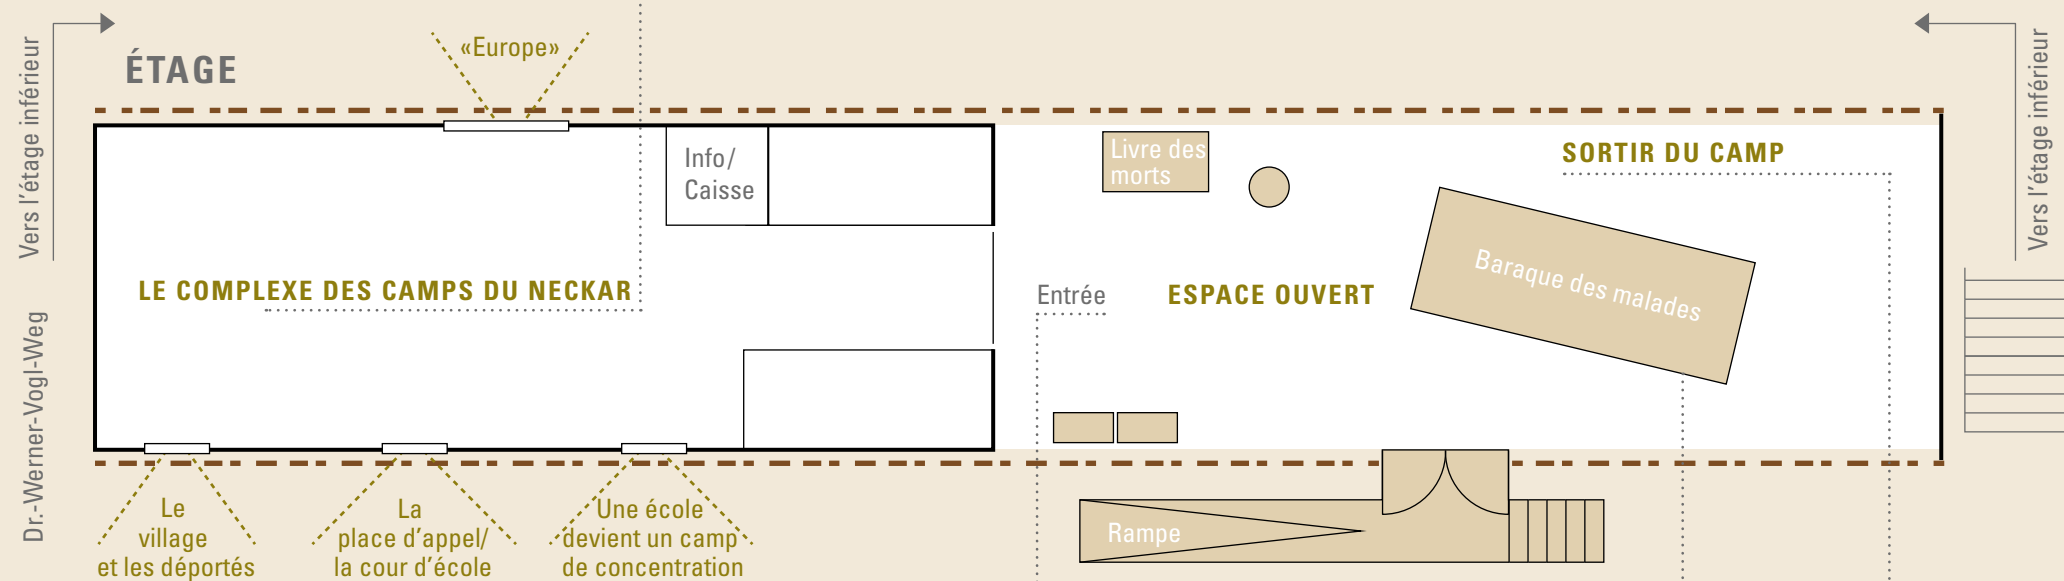 Vers l'étage inférieur
ÉTAGE
«Europe»
Vers l'étage inférieur
Info/
Caisse
Livre des
morts
SORTIR DU CAMP
LE COMPLEXE DES CAMPS DU NECKAR
Entrée
ESPACE OUVERT
Baraque des malades
Dr.-Werner-Vogl-Weg
Le
village
et les déportés
La
place d'appel/
la cour d'école
Une école
devient un camp
de concentration
Rampe